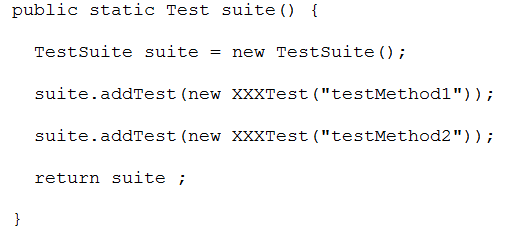 public static Test suite() {
TestSuite suite = new TestSuite();
suite.addTest(new XXXTest("testMethod1"));
suite.addTest(new XXXTest("testMethod2"));
return suite ;
}